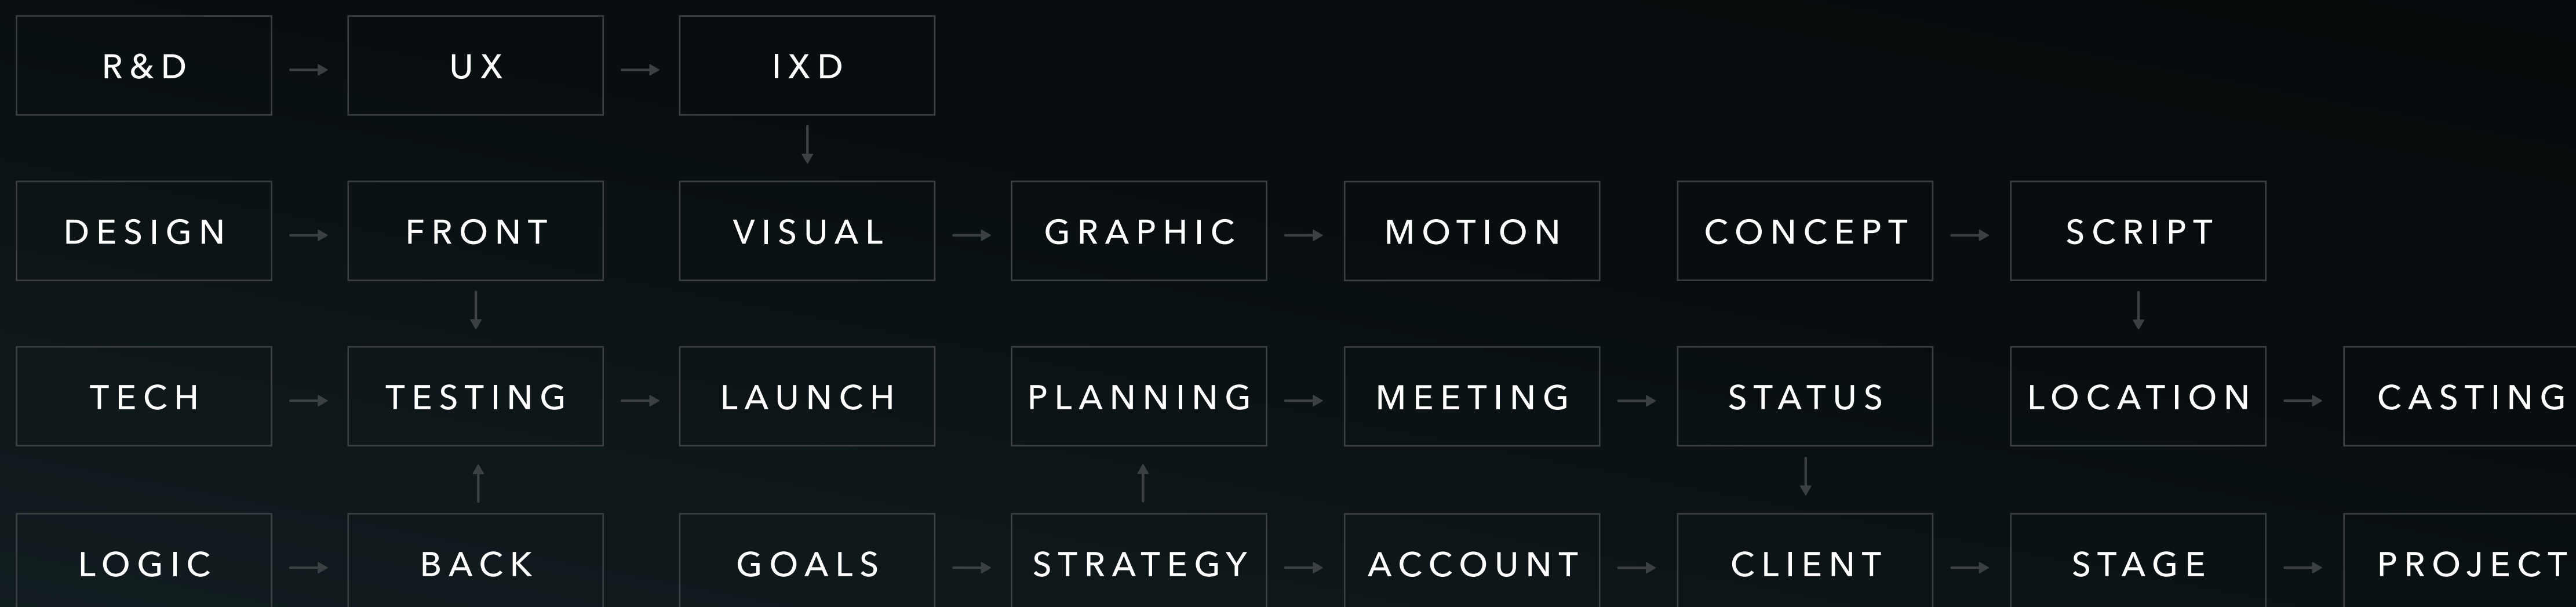 R&D UX IXD
DESIGN FRONT VISUAL GRAPHIC MOTION CONCEPT SCRIPT
TECH TESTING LAUNCH PLANNING MEETING STATUS LOCATION CASTING
LOGIC BACK GOALS STRATEGY ACCOUNT CLIENT STAGE PROJECT